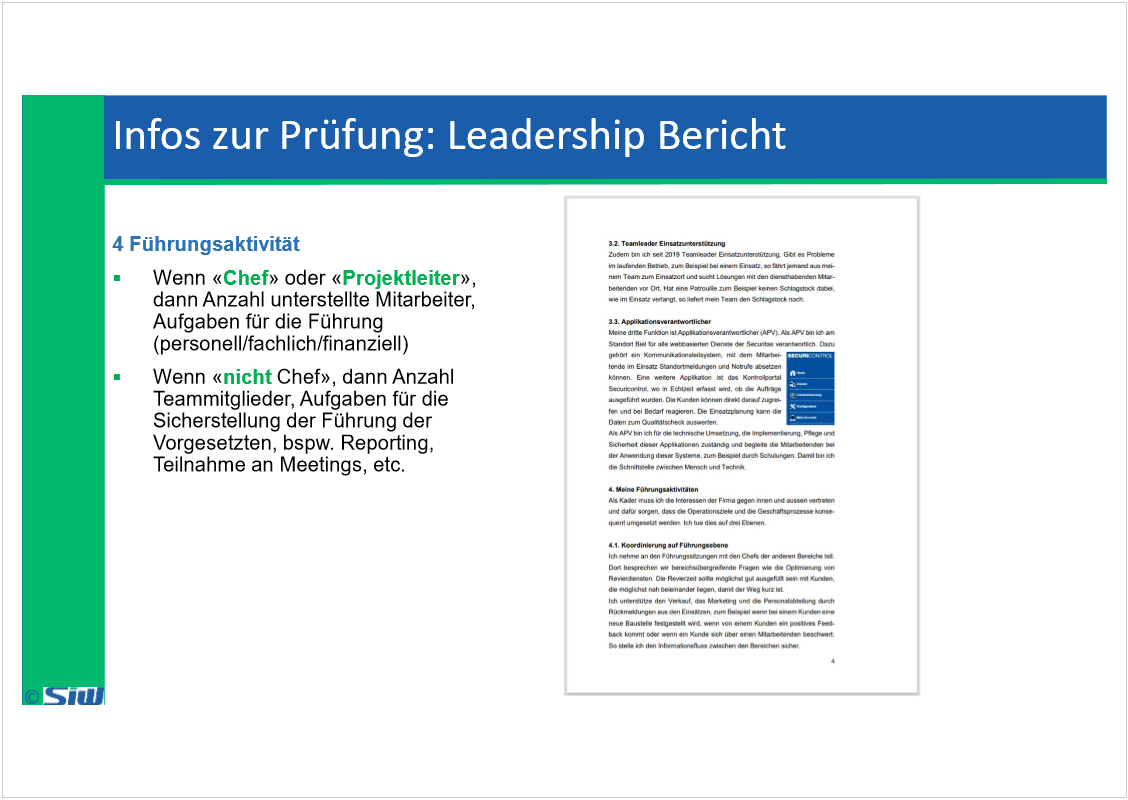 Infos zur Prüfung: Leadership Bericht
4 Führungsaktivität
▪ Wenn «Chef» oder «Projektleiter»,
dann Anzahl unterstellte Mitarbeiter,
Aufgaben für die Führung
(personell/fachlich/finanziell)
▪ Wenn «nicht Chef», dann Anzahl
Teammitglieder, Aufgaben für die
Sicherstellung der Führung der
Vorgesetzten, bspw. Reporting,
Teilnahme an Meetings, etc.
3.2. Teamleader Einsatzunterstützung
Zudem bin ich seit 2019 Teamleader Einsatzunterstützung. Gibt es Probleme
im laufenden Betrieb, zum Beispiel bei einem Einsatz, so fährt jemand aus mei-
nem Team zum Einsatzort und sucht Lösungen mit den diensthabenden Mitar-
beitenden vor Ort. Hat eine Patrouille zum Beispiel keinen Schlagstock dabei,
wie im Einsatz verlangt, so liefert mein Team den Schlagstock nach.
3.3. Applikationsverantwortlicher
Meine dritte Funktion ist Applikationsverantwortlicher (APV). Als APV bin ich am
Standort Biel für alle webbasierten Dienste der Securitas verantwortlich. Dazu
gehört ein Kommunikationsleitsystem, mit dem Mitarbei-
tende im Einsatz Standortmeldungen und Notrufe absetzen
können. Eine weitere Applikation ist das Kontrollportal
Securicontrol, wo in Echtzeit erfasst wird, ob die Aufträge
ausgeführt wurden. Die Kunden können direkt darauf zugrei-
fen und bei Bedarf reagieren. Die Einsatzplanung kann die
Daten zum Qualitätscheck auswerten.
SECURICONTROL
Home
Als APV bin ich für die technische Umsetzung, die Implementierung, Pflege und
Sicherheit dieser Applikationen zuständig und begleite die Mitarbeitenden bei
der Anwendung dieser Systeme, zum Beispiel durch Schulungen. Damit bin ich
die Schnittstelle zwischen Mensch und Technik.
4. Meine Führungsaktivitäten
Als Kader muss ich die Interessen der Firma gegen innen und aussen vertreten
und dafür sorgen, dass die Operationsziele und die Geschäftsprozesse konse-
quent umgesetzt werden. Ich tue dies auf drei Ebenen.
4.1. Koordinierung auf Führungsebene
Ich nehme an den Führungssitzungen mit den Chefs der anderen Bereiche teil.
Dort besprechen wir bereichsübergreifende Fragen wie die Optimierung von
Revierdiensten. Die Revierzeit sollte möglichst gut ausgefüllt sein mit Kunden,
die möglichst nah beieinander liegen, damit der Weg kurz ist.
Ich unterstütze den Verkauf, das Marketing und die Personalabteilung durch
Rückmeldungen aus den Einsätzen, zum Beispiel wenn bei einem Kunden eine
neue Baustelle festgestellt wird, wenn von einem Kunden ein positives Feed-
back kommt oder wenn ein Kunde sich über einen Mitarbeitenden beschwert.
So stelle ich den Informationsfluss zwischen den Bereichen sicher.
4
© SIW